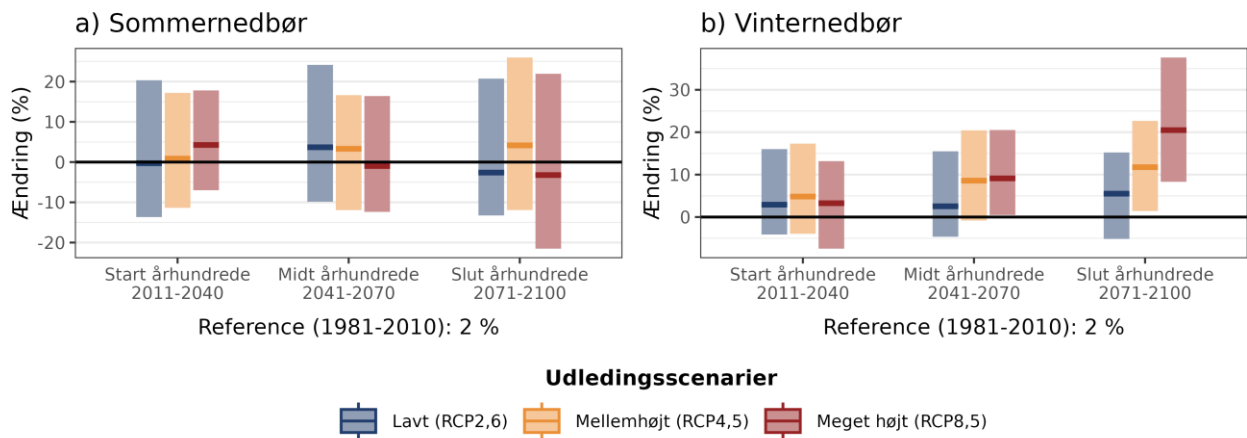 a) Sommernedbør
Ændring (%)
20
10
0
-10
-20
Start århundrede
2011-2040
Midt århundrede
2041-2070
Slut århundrede
2071-2100
Reference (1981-2010): 2 %
b) Vinternedbør
Ændring (%)
30
20
10
0
Start århundrede
2011-2040
Midt århundrede
2041-2070
Slut århundrede
2071-2100
Reference (1981-2010): 2 %
Udledingsscenarier
Lavt (RCP2,6)
Mellemhøjt (RCP4,5)
Meget højt (RCP8,5)